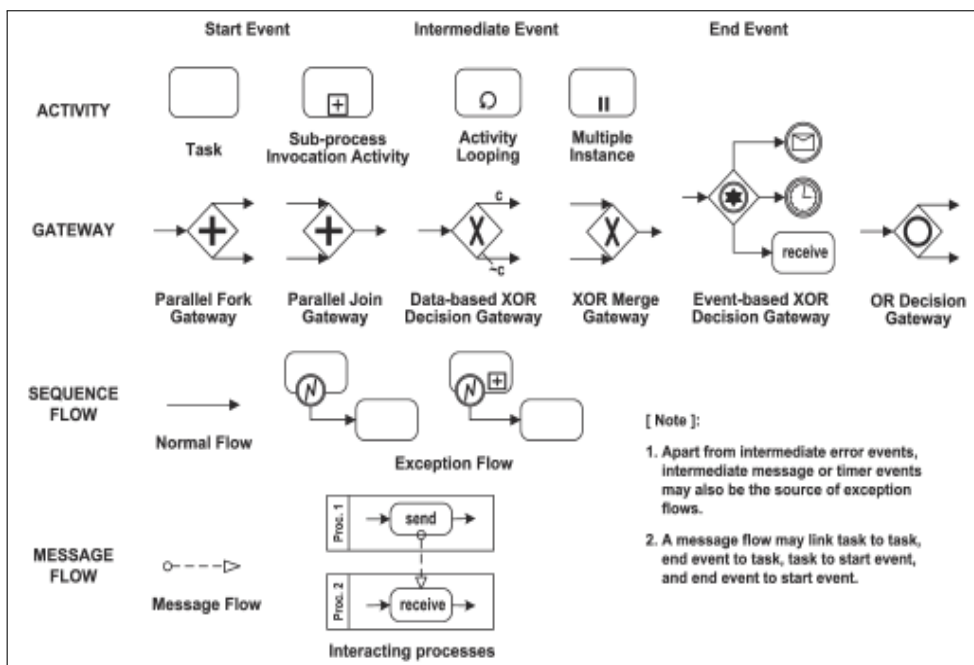 Start Event
Intermediate Event
End Event
ACTIVITY
Task
Sub-process
Invocation Activity
Activity
Looping
Multiple
Instance
GATEWAY
c
~c
receive
Parallel Fork
Gateway
Parallel Join
Gateway
Data-based XOR
Decision Gateway
XOR Merge
Gateway
Event-based XOR
Decision Gateway
OR Decision
Gateway
SEQUENCE
FLOW
Normal Flow
Exception Flow
[ Note ]:
1. Apart from intermediate error events,
intermediate message or timer events
may also be the source of exception
flows.
2. A message flow may link task to task,
end event to task, task to start event,
and end event to start event.
MESSAGE
FLOW
Message Flow
Proc. 1
send
Proc. 2
receive
Interacting processes